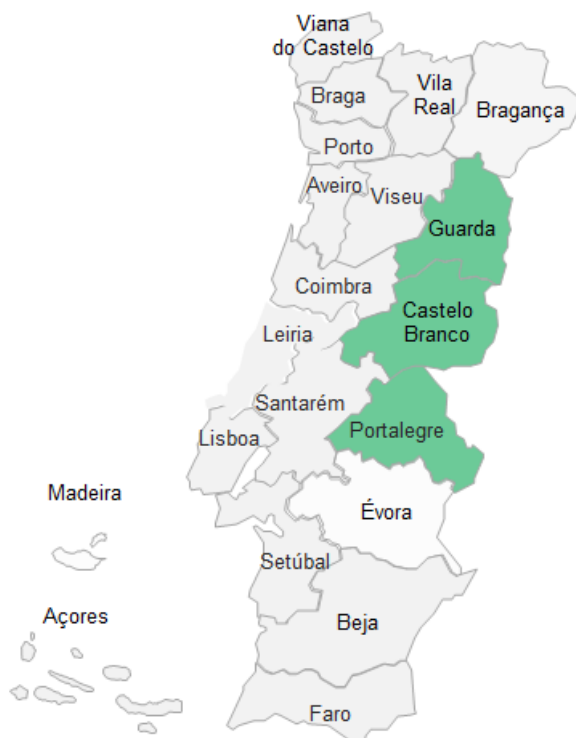 Viana
do Castelo
Braga
Vila
Real
Bragança
Porto
Aveiro
Viseu
Guarda
Coimbra
Castelo
Branco
Leiria
Santarém
Portalegre
Lisboa
Madeira
Évora
Setúbal
Açores
Beja
Faro